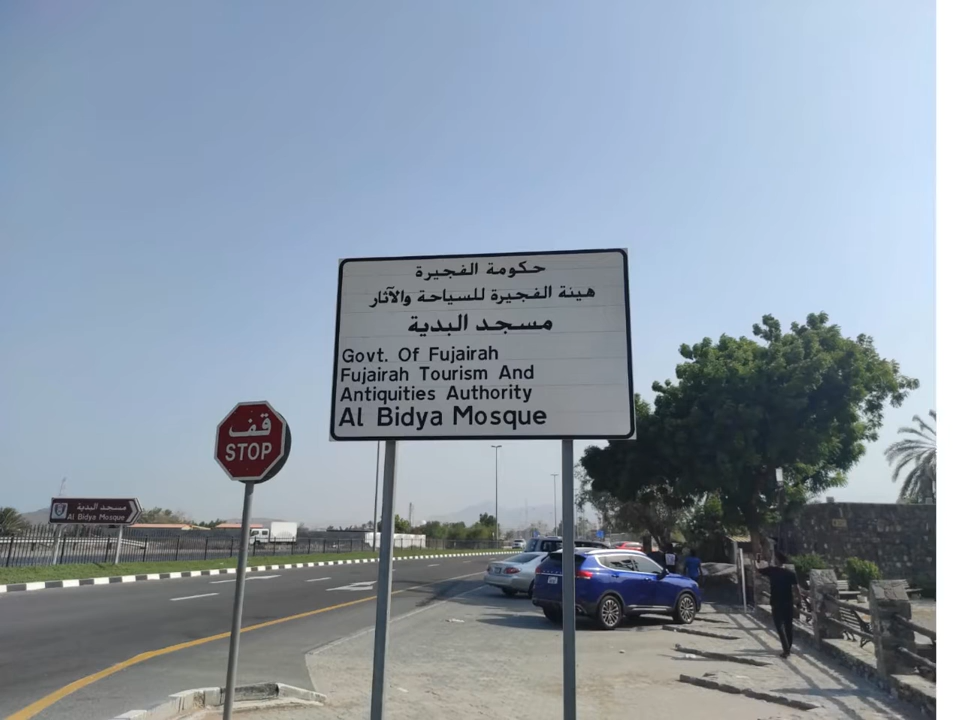 حكومة الفجيرة
هيئة الفجيرة للسياحة والآثار
مسجد البدية
Govt. Of Fujairah
Fujairah Tourism And
Antiquities Authority
Al Bidya Mosque
قف
STOP
مسجد البدية
Al Bidya Mosque